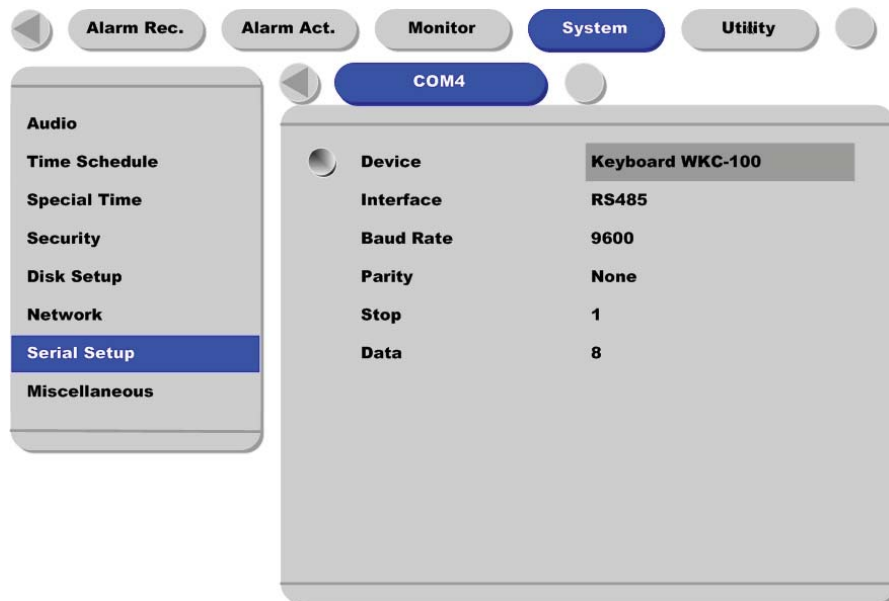 Alarm Rec. Alarm Act. Monitor System Utility
COM4
Audio
Time Schedule
Special Time
Security
Disk Setup
Network
Serial Setup
Miscellaneous
Device Keyboard WKC-100
Interface RS485
Baud Rate 9600
Parity None
Stop 1
Data 8